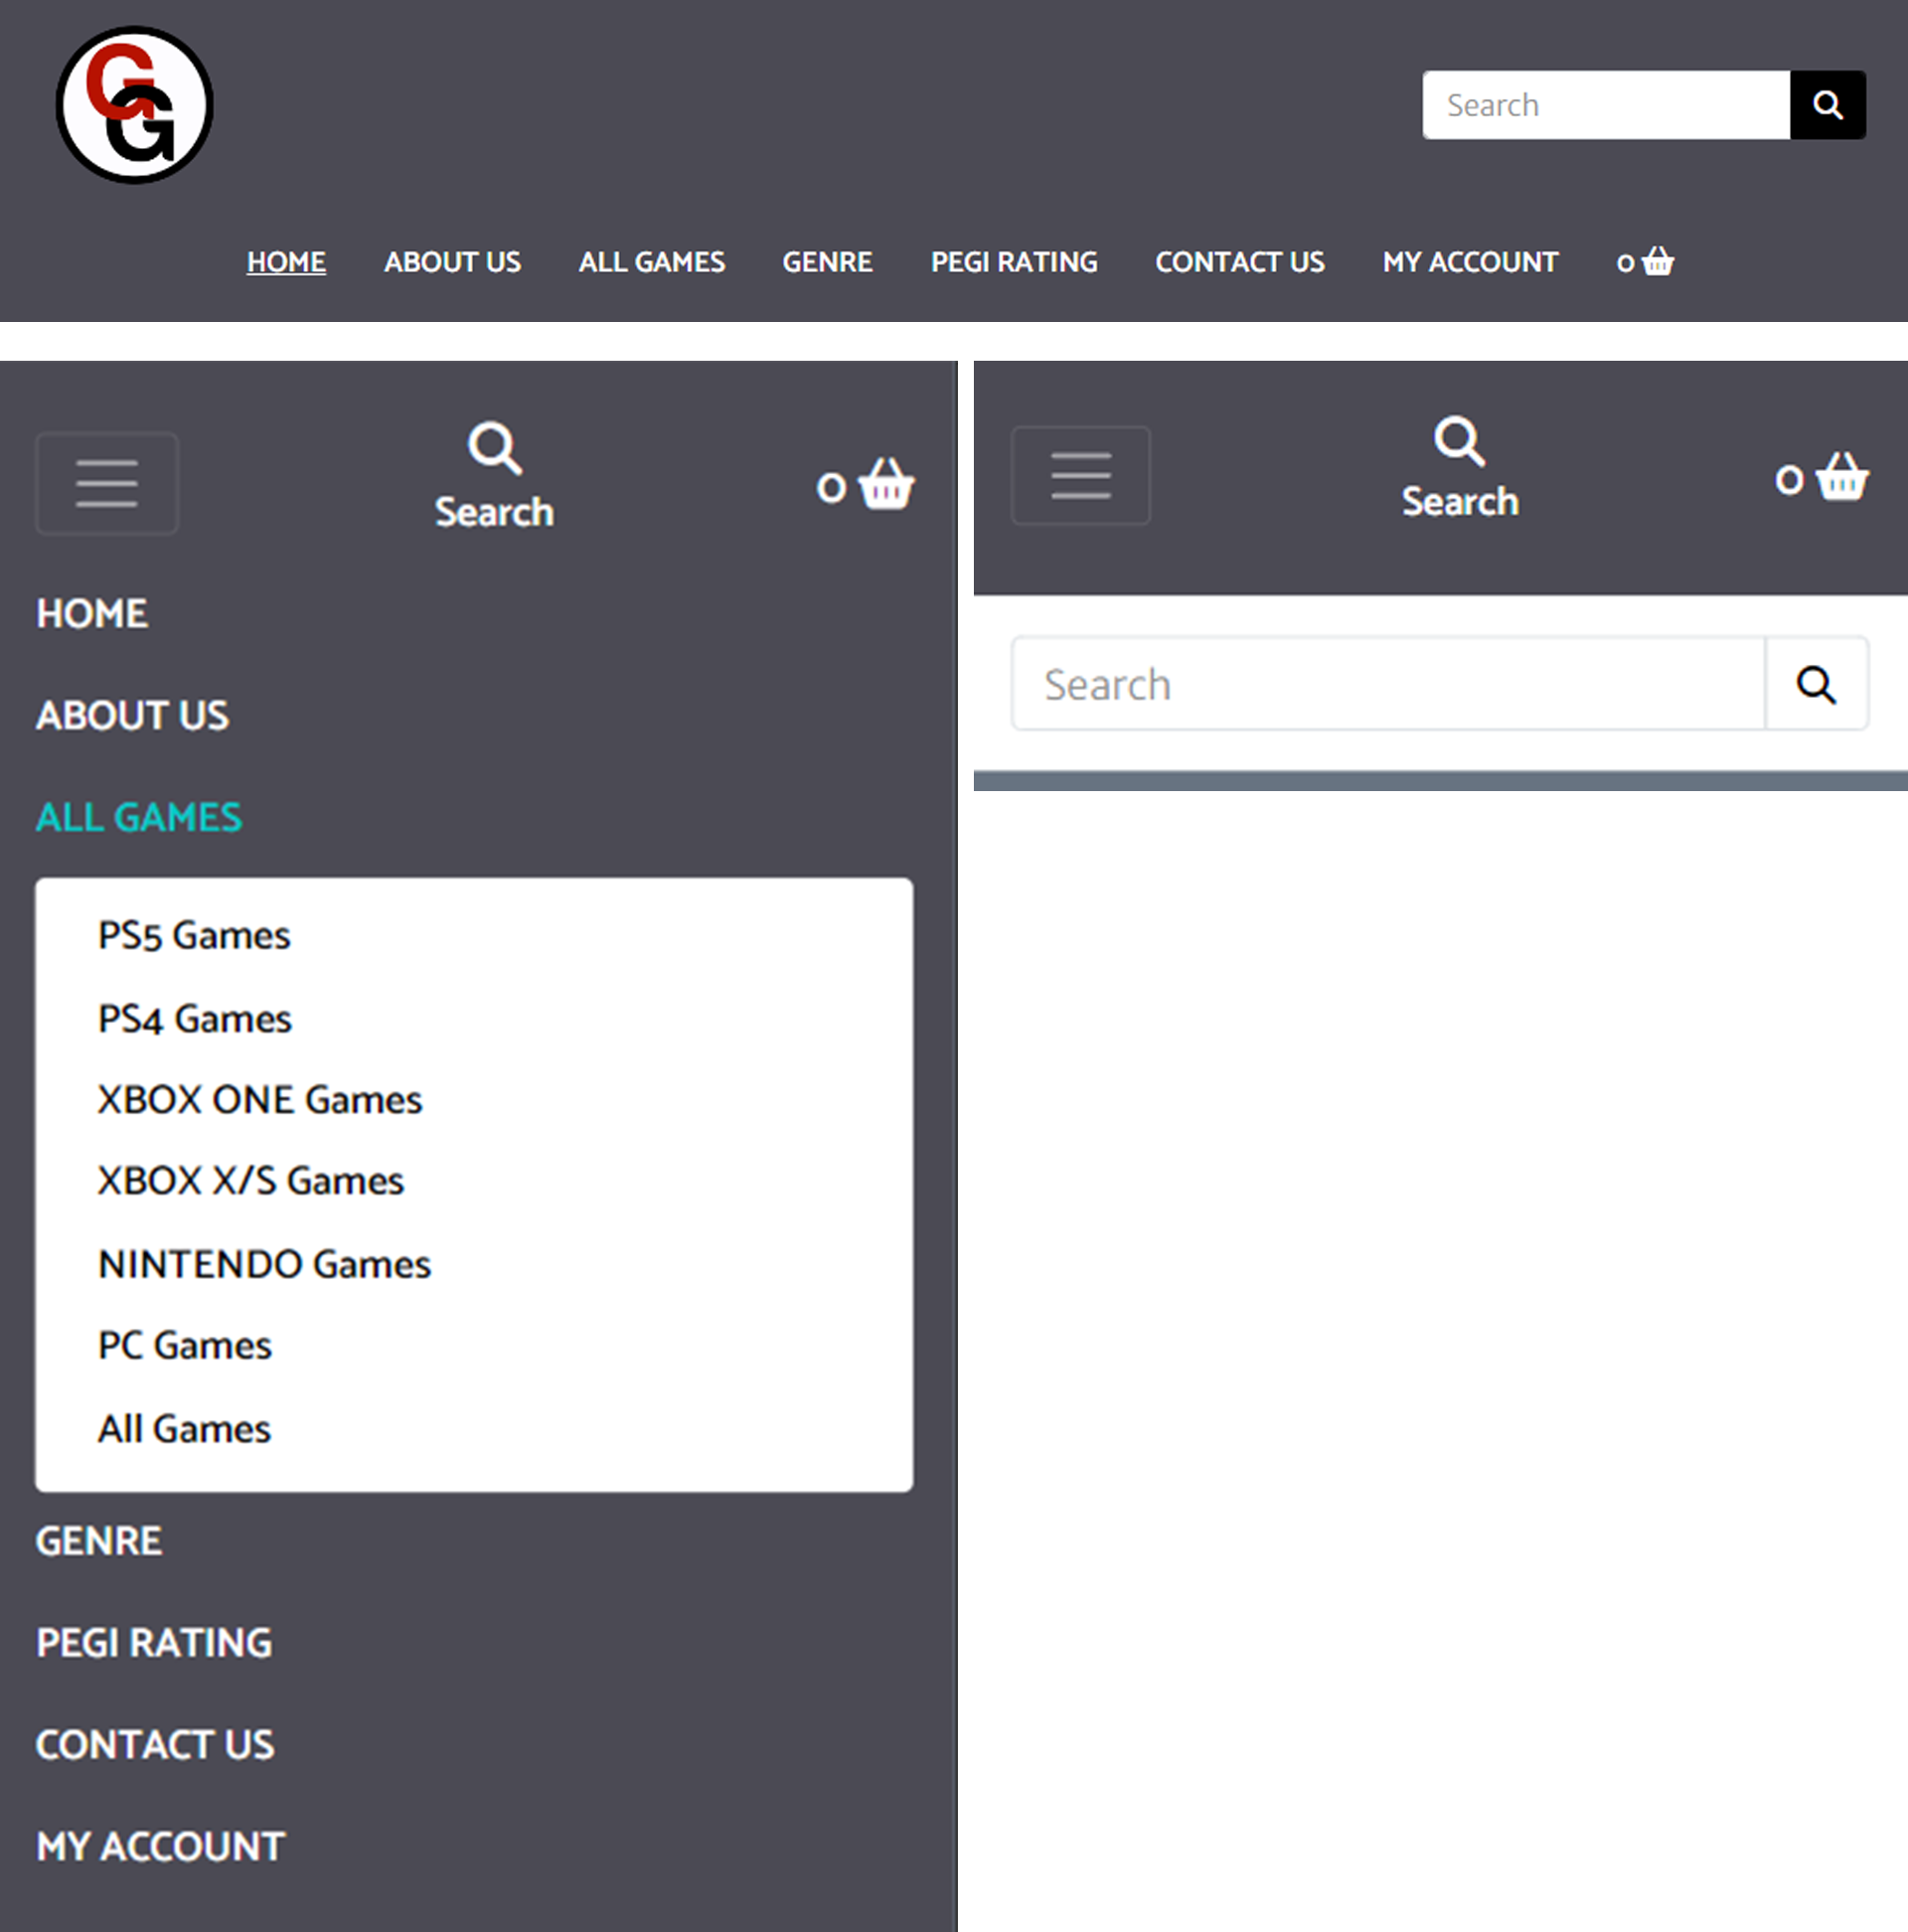 GG
Search
HOME ABOUT US ALL GAMES GENRE PEGI RATING CONTACT US MY ACCOUNT 0
Search
0
HOME
ABOUT US
ALL GAMES
PS5 Games
PS4 Games
XBOX ONE Games
XBOX X/S Games
NINTENDO Games
PC Games
All Games
GENRE
PEGI RATING
CONTACT US
MY ACCOUNT
Search
0
Search